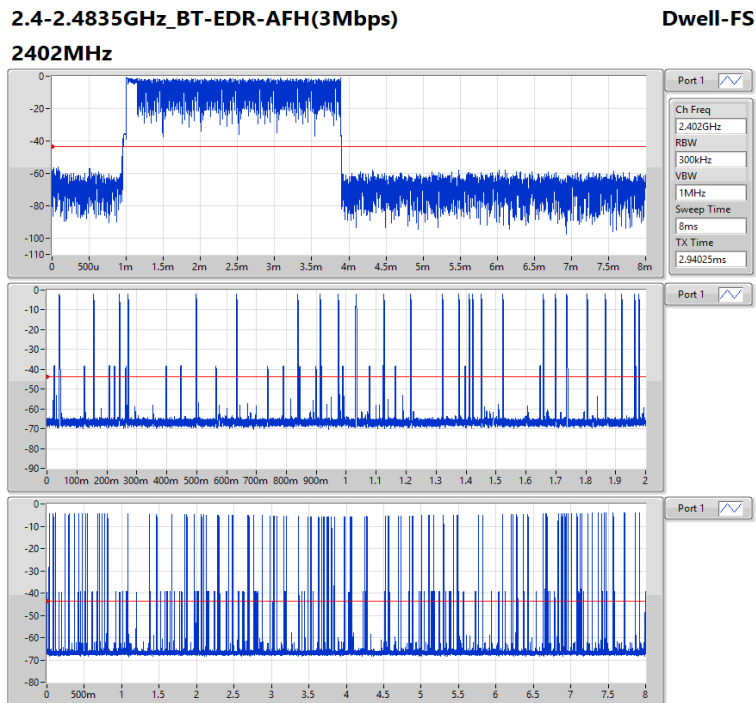 2.4-2.4835GHz_BT-EDR-AFH(3Mbps) Dwell-FS
2402MHz
0-
-20-
-40-
-60-
-80-
-100-
-110-
0 500u 1m 1.5m 2m 2.5m 3m 3.5m 4m 4.5m 5m 5.5m 6m 6.5m 7m 7.5m 8m
Port 1
Ch Freq
2.402GHz
RBW
300kHz
VBW
1MHz
Sweep Time
8ms
TX Time
2.94025ms
0-
-10-
-20-
-30-
-40-
-50-
-60-
-70-
-80-
-90-
0 100m 200m 300m 400m 500m 600m 700m 800m 900m 1 1.1 1.2 1.3 1.4 1.5 1.6 1.7 1.8 1.9 2
Port 1
0-
-10-
-20-
-30-
-40-
-50-
-60-
-70-
-80-
0 500m 1 1.5 2 2.5 3 3.5 4 4.5 5 5.5 6 6.5 7 7.5 8
Port 1